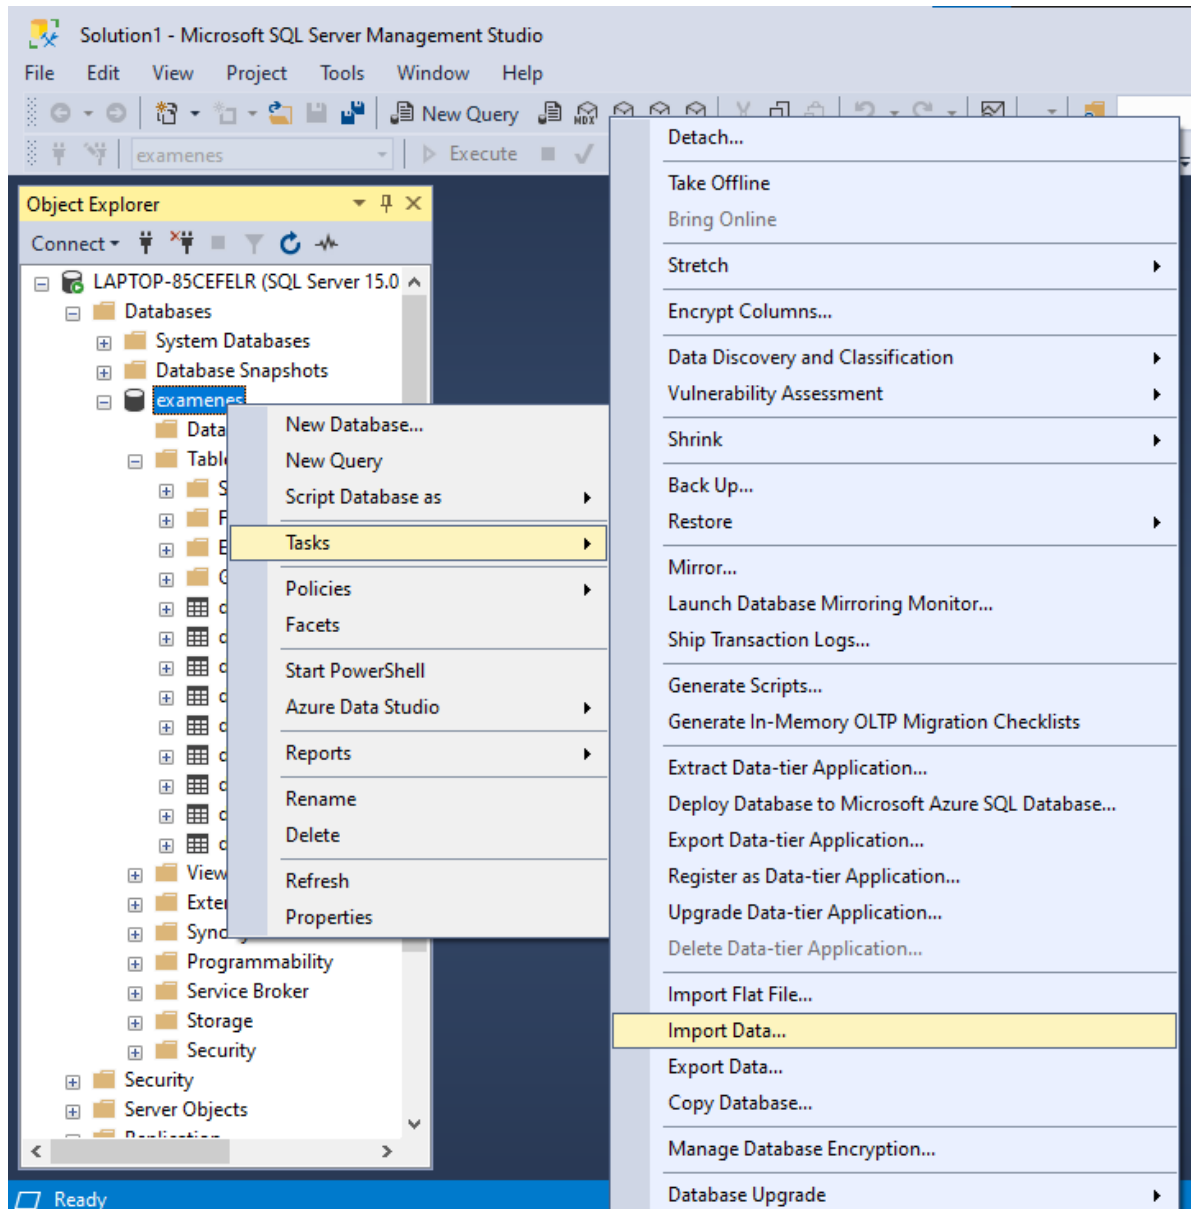 Solution1 - Microsoft SQL Server Management Studio
File Edit View Project Tools Window Help
New Query MDX
examenes Execute
Object Explorer
Connect
LAPTOP-85CEFELR (SQL Server 15.0
Databases
System Databases
Database Snapshots
examenes
Data
Tabl
S
F
E
G
View
Exter
Syno
Programmability
Service Broker
Storage
Security
Security
Server Objects
Replication
Ready
New Database...
New Query
Script Database as
Tasks
Policies
Facets
Start PowerShell
Azure Data Studio
Reports
Rename
Delete
Refresh
Properties
Detach...
Take Offline
Bring Online
Stretch
Encrypt Columns...
Data Discovery and Classification
Vulnerability Assessment
Shrink
Back Up...
Restore
Mirror...
Launch Database Mirroring Monitor...
Ship Transaction Logs...
Generate Scripts...
Generate In-Memory OLTP Migration Checklists
Extract Data-tier Application...
Deploy Database to Microsoft Azure SQL Database...
Export Data-tier Application...
Register as Data-tier Application...
Upgrade Data-tier Application...
Delete Data-tier Application...
Import Flat File...
Import Data...
Export Data...
Copy Database...
Manage Database Encryption...
Database Upgrade